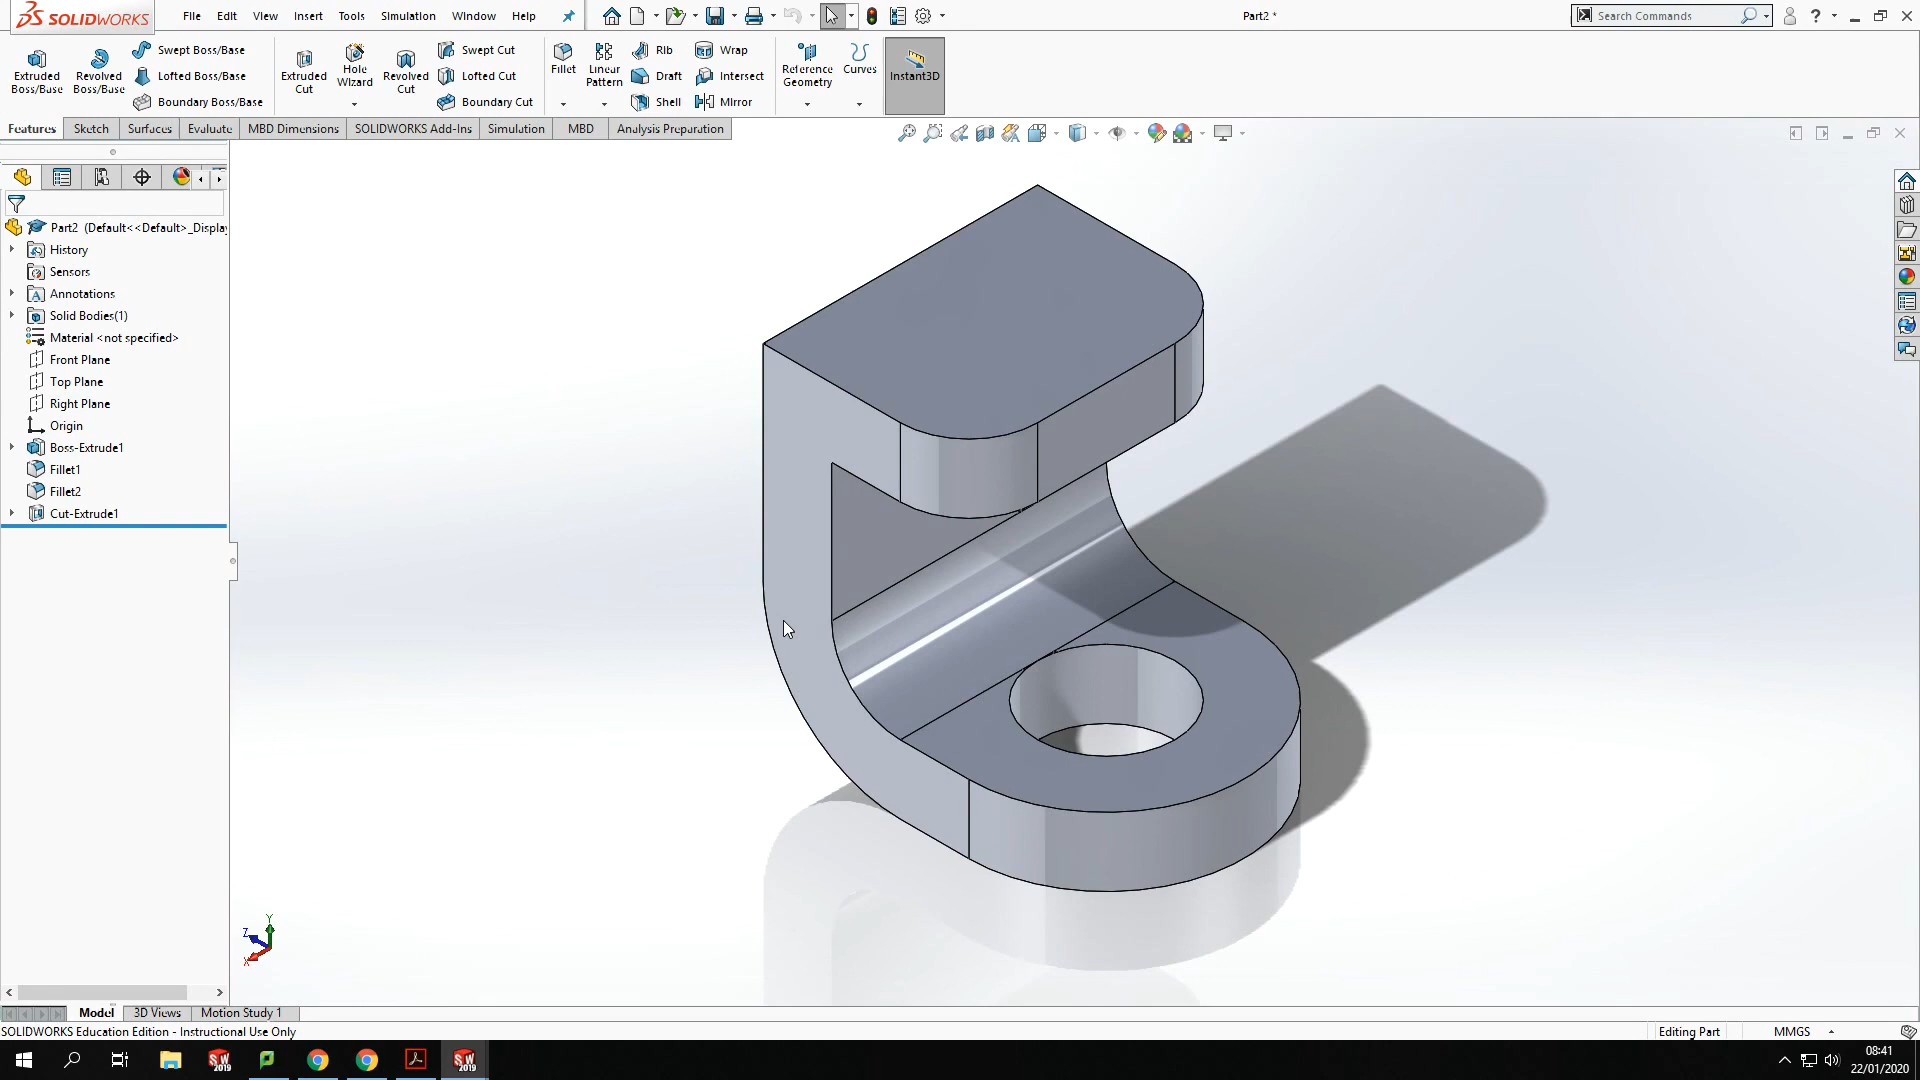 SOLIDWORKS File Edit View Insert Tools Simulation Window Help Part2 * Search Commands ?
Extruded Boss/Base
Revolved Boss/Base
Swept Boss/Base
Lofted Boss/Base
Boundary Boss/Base
Extruded Cut
Hole Wizard
Revolved Cut
Swept Cut
Lofted Cut
Boundary Cut
Fillet
Linear Pattern
Rib
Draft
Shell
Wrap
Intersect
Mirror
Reference Geometry
Curves
Instant3D
Features Sketch Surfaces Evaluate MBD Dimensions SOLIDWORKS Add-Ins Simulation MBD Analysis Preparation
Part2 (Default<<Default>_Display
History
Sensors
Annotations
Solid Bodies(1)
Material <not specified>
Front Plane
Top Plane
Right Plane
Origin
Boss-Extrude1
Fillet1
Fillet2
Cut-Extrude1
Y
Z
X
Model 3D Views Motion Study 1
SOLIDWORKS Education Edition - Instructional Use Only Editing Part MMGS
SW 2019 SW 2019 08:41
22/01/2020